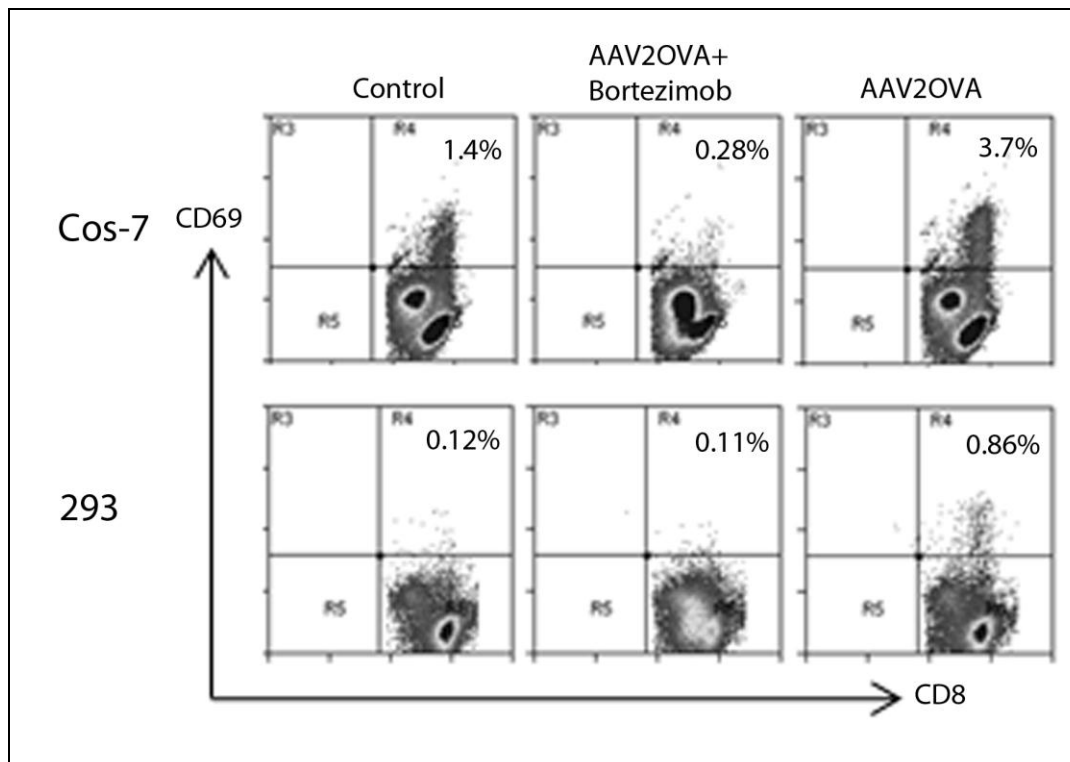 Control
AAV2OVA+
Bortezimob
AAV2OVA
R3
R4
1.4%
R3
R4
0.28%
R3
R4
3.7%
Cos-7
CD69
R5
R5
R5
R3
R4
0.12%
R3
R4
0.11%
R3
R4
0.86%
293
R5
R5
R5
CD8